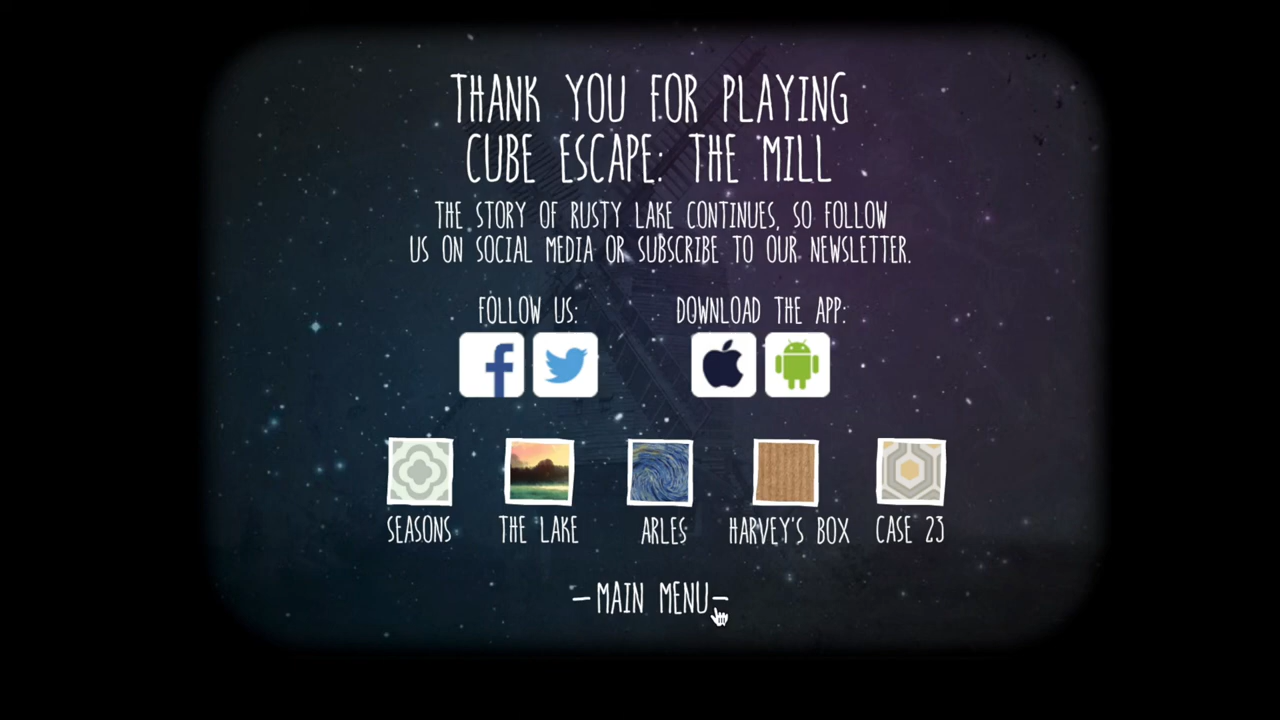 THANK YOU FOR PLAYING
CUBE ESCAPE: THE MILL
THE STORY OF RUSTY LAKE CONTINUES, SO FOLLOW
US ON SOCIAL MEDIA OR SUBSCRIBE TO OUR NEWSLETTER.
FOLLOW US: DOWNLOAD THE APP:
SEASONS THE LAKE ARLES HARVEY'S BOX CASE 23
-MAIN MENU-